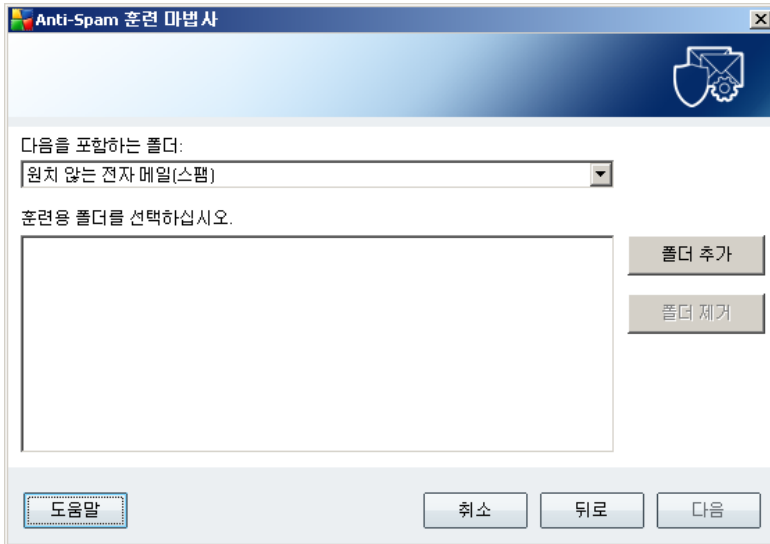 Anti-Spam 훈련 마법사
다음을 포함하는 폴더:
원치 않는 전자 메일(스팸)
훈련용 폴더를 선택하십시오.
폴더 추가
폴더 제거
도움말
취소
뒤로
다음